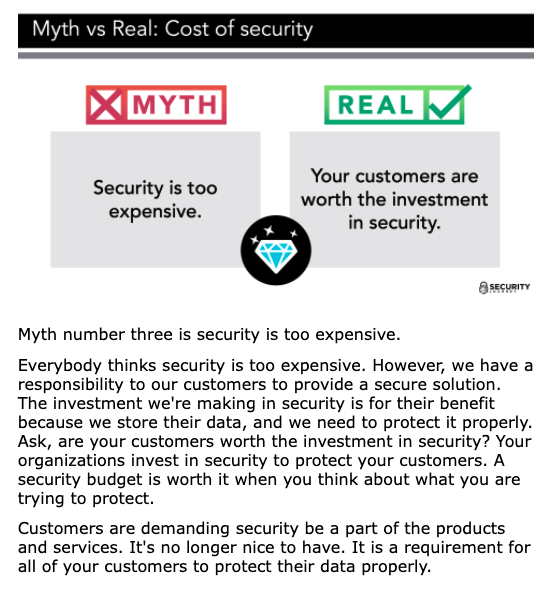 Myth vs Real: Cost of security
MYTH
REAL
Security is too
expensive.
Your customers are
worth the investment
in security.
SECURITY
JOURNEY
Myth number three is security is too expensive.
Everybody thinks security is too expensive. However, we have a
responsibility to our customers to provide a secure solution.
The investment we're making in security is for their benefit
because we store their data, and we need to protect it properly.
Ask, are your customers worth the investment in security? Your
organizations invest in security to protect your customers. A
security budget is worth it when you think about what you are
trying to protect.
Customers are demanding security be a part of the products
and services. It's no longer nice to have. It is a requirement for
all of your customers to protect their data properly.